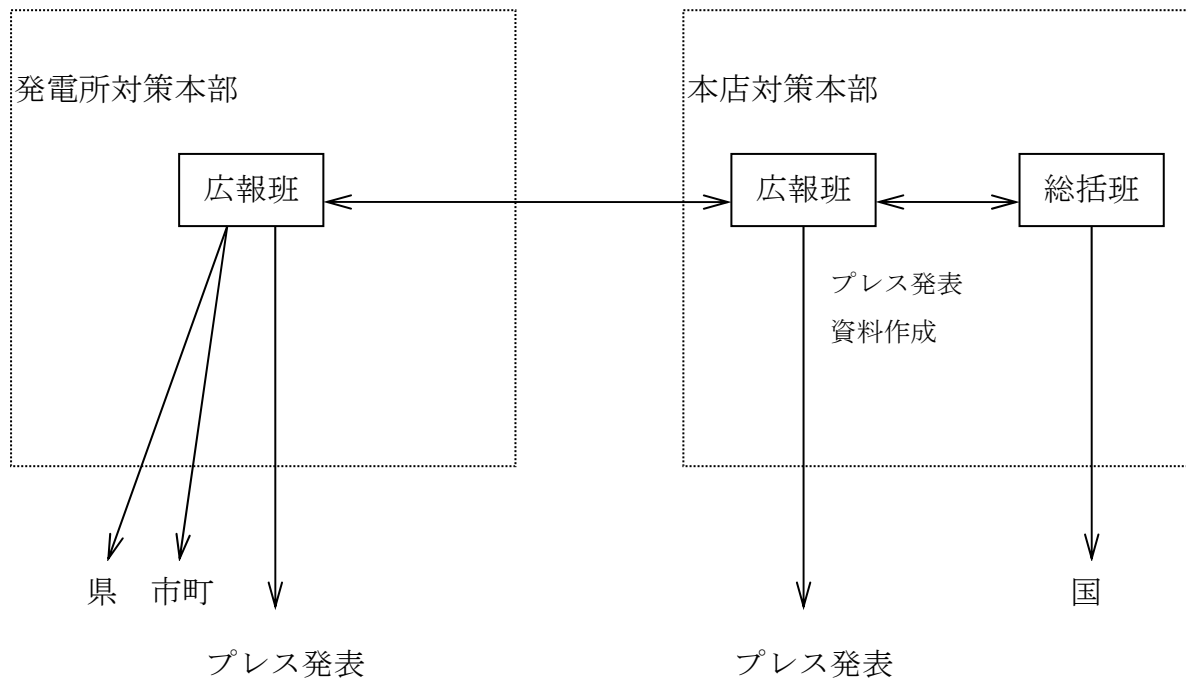 発電所対策本部
本店対策本部
広報班
広報班
総括班
プレス発表
資料作成
県
市町
国
プレス発表
プレス発表